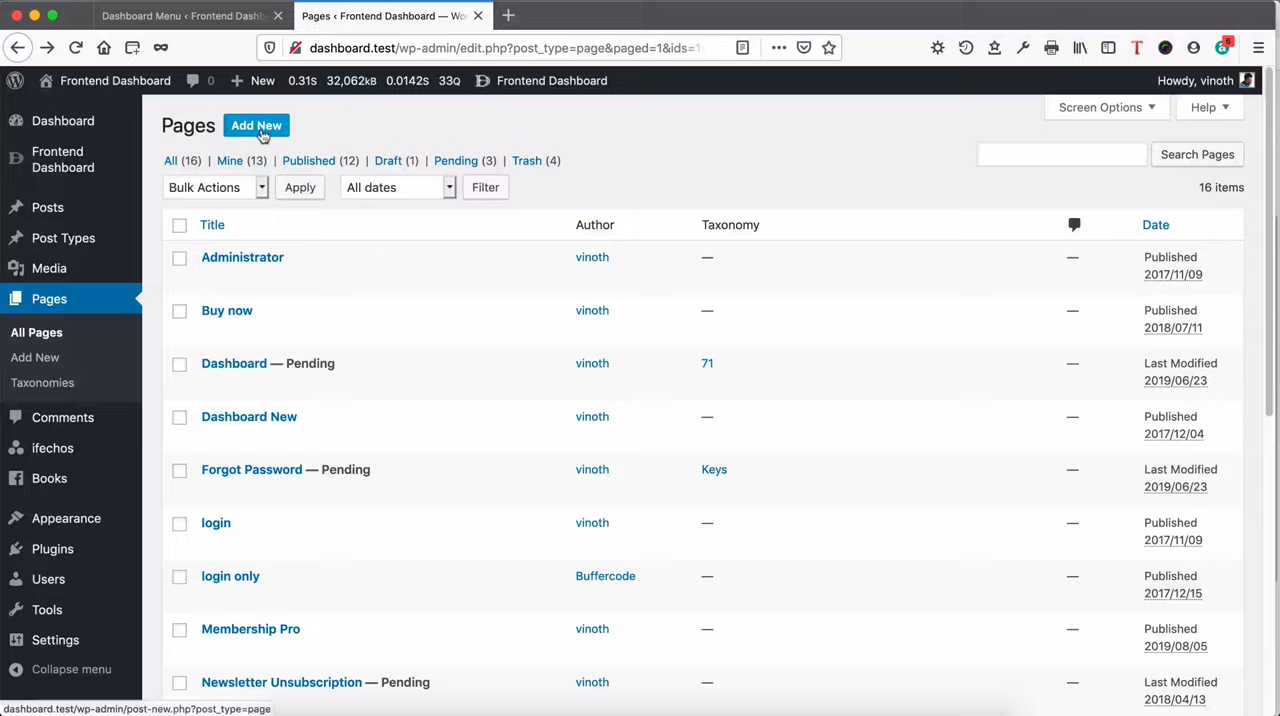 Dashboard Menu ‹ Frontend Dashb
Pages ‹ Frontend Dashboard — Wo
dashboard.test/wp-admin/edit.php?post_type=page&paged=1&ids=1
6
Frontend Dashboard
0
New
0.31s 32,062kB 0.0142s 33Q
Frontend Dashboard
Howdy, vinoth
Dashboard
Frontend
Dashboard
Posts
Post Types
Media
Pages
All Pages
Add New
Taxonomies
Comments
ifechos
Books
Appearance
Plugins
Users
Tools
Settings
Collapse menu
Screen Options
Help
Pages
Add New
All (16) | Mine (13) | Published (12) | Draft (1) | Pending (3) | Trash (4)
Search Pages
Bulk Actions
Apply
All dates
Filter
16 items
Title Author Taxonomy Date
Administrator vinoth — — Published
2017/11/09
Buy now vinoth — — Published
2018/07/11
Dashboard — Pending vinoth 71 — Last Modified
2019/06/23
Dashboard New vinoth — — Published
2017/12/04
Forgot Password — Pending vinoth Keys — Last Modified
2019/06/23
login vinoth — — Published
2017/11/09
login only Buffercode — — Published
2017/12/15
Membership Pro vinoth — — Published
2019/08/05
Newsletter Unsubscription — Pending vinoth — — Last Modified
2018/04/13
dashboard.test/wp-admin/post-new.php?post_type=page